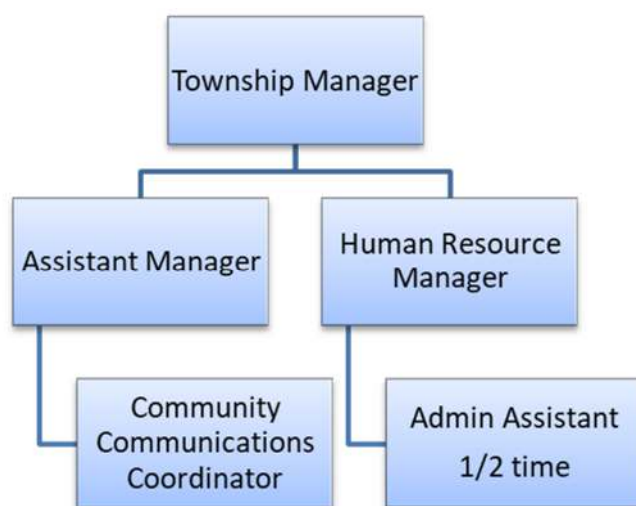 Township Manager
Assistant Manager
Human Resource
Manager
Community
Communications
Coordinator
Admin Assistant
1/2 time